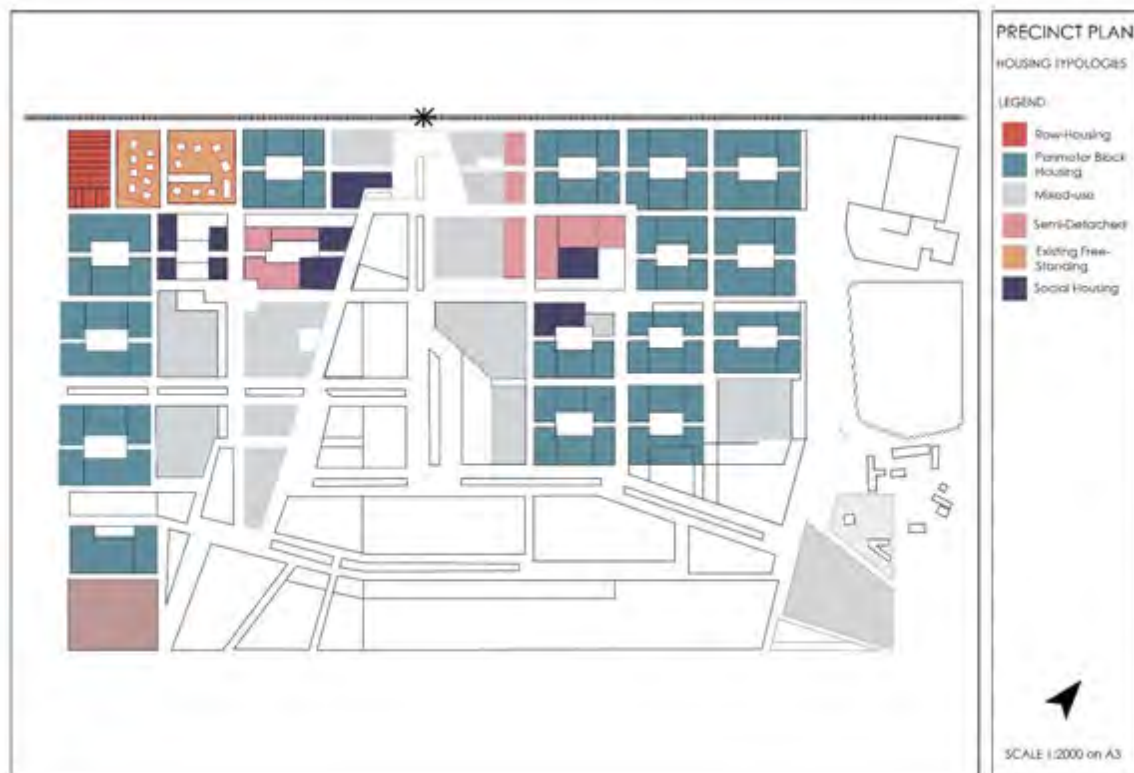 PRECINCT PLAN
HOUSING TYPOLOGIES
LEGEND
Row-Housing
Perimeter Block
Housing
Mixed-use
Semi-Detached
Existing Free-
Standing
Social Housing
SCALE 1:2000 on A3